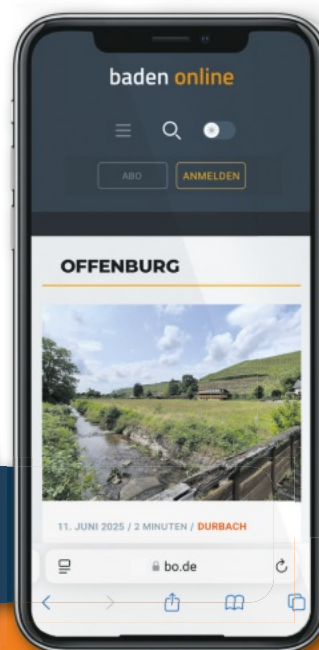 baden online
ABO
ANMELDEN
OFFENBURG
11. JUNI 2025 / 2 MINUTEN / DURBACH
bo.de